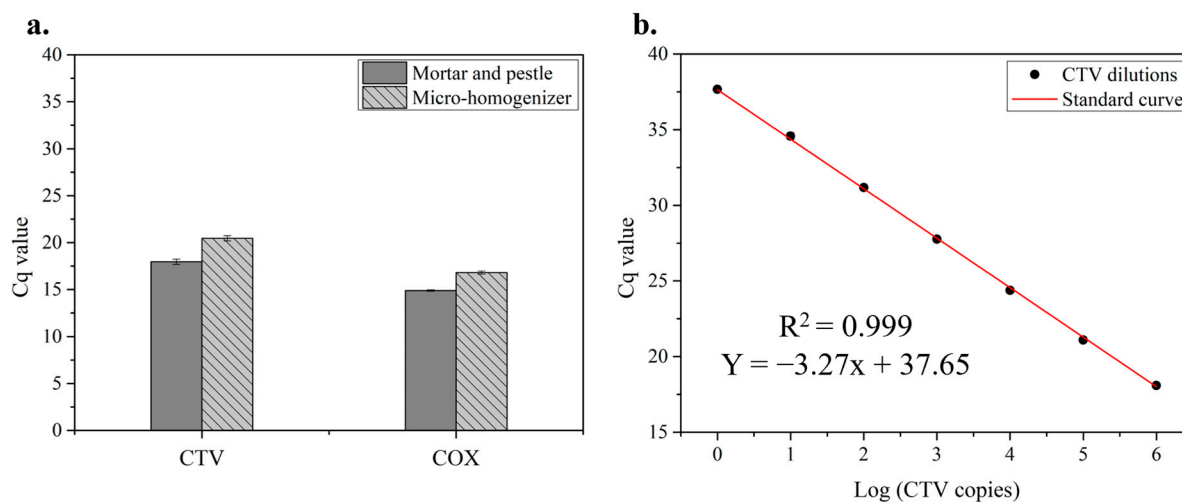 a.
40
35
30
25
20
15
10
5
0
Cq value
Mortar and pestle
Micro-homogenizer
CTV
COX
b.
40
35
30
25
20
15
Cq value
CTV dilutions
Standard curve
R² = 0.999
Y = −3.27x + 37.65
0 1 2 3 4 5 6
Log (CTV copies)